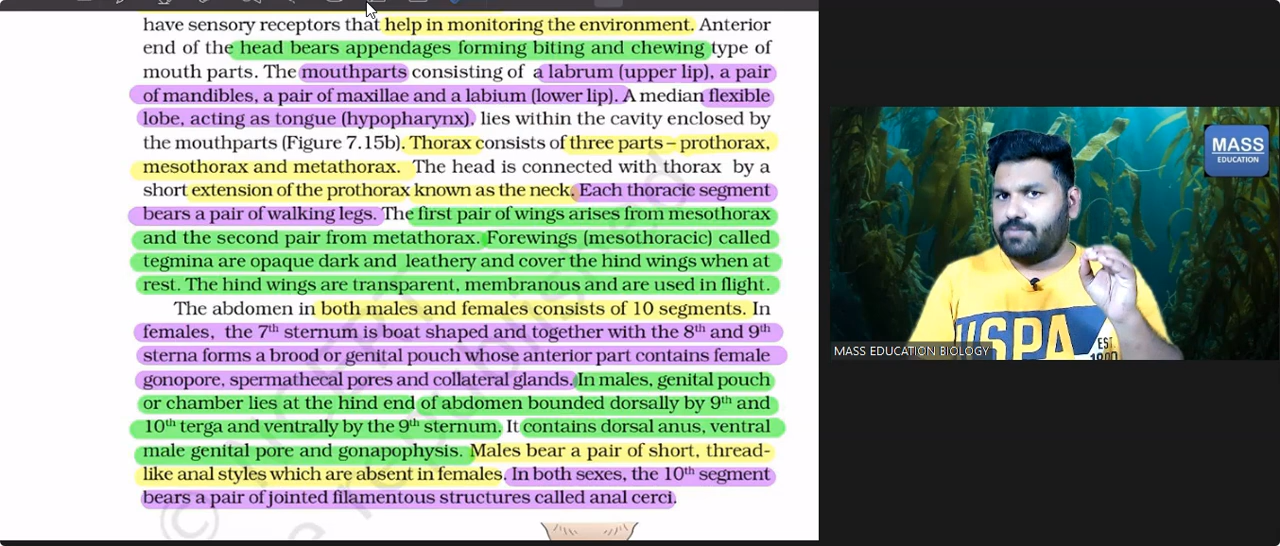 have sensory receptors that help in monitoring the environment. Anterior
end of the head bears appendages forming biting and chewing type of
mouth parts. The mouthparts consisting of a labrum (upper lip), a pair
of mandibles, a pair of maxillae and a labium (lower lip). A median flexible
lobe, acting as tongue (hypopharynx), lies within the cavity enclosed by
the mouthparts (Figure 7.15b). Thorax consists of three parts – prothorax,
mesothorax and metathorax. The head is connected with thorax by a
short extension of the prothorax known as the neck. Each thoracic segment
bears a pair of walking legs. The first pair of wings arises from mesothorax
and the second pair from metathorax. Forewings (mesothoracic) called
tegmina are opaque dark and leathery and cover the hind wings when at
rest. The hind wings are transparent, membranous and are used in flight.
The abdomen in both males and females consists of 10 segments. In
females, the 7th sternum is boat shaped and together with the 8th and 9th
sterna forms a brood or genital pouch whose anterior part contains female
gonopore, spermathecal pores and collateral glands. In males, genital pouch
or chamber lies at the hind end of abdomen bounded dorsally by 9th and
10th terga and ventrally by the 9th sternum. It contains dorsal anus, ventral
male genital pore and gonapophysis. Males bear a pair of short, thread-
like anal styles which are absent in females. In both sexes, the 10th segment
bears a pair of jointed filamentous structures called anal cerci.
MASS
EDUCATION
USPA
EST
MASS EDUCATION BIOLOGY